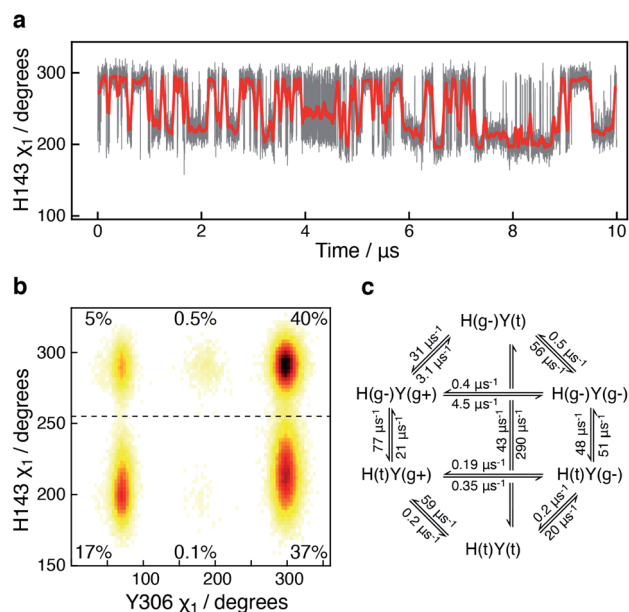 a
H143 χ1 / degrees
300
200
100
0
2
4
6
8
10
Time / µs
b
c
H143 χ1 / degrees
5%
0.5%
40%
300
250
200
150
17%
0.1%
37%
100
200
300
Y306 χ1 / degrees
H(g-)Y(t)
31 µs-1
3.1 µs-1
0.5 µs-1
56 µs-1
H(g-)Y(g+)
0.4 µs-1
4.5 µs-1
H(g-)Y(g-)
77 µs-1
21 µs-1
43 µs-1
290 µs-1
48 µs-1
51 µs-1
H(t)Y(g+)
0.19 µs-1
0.35 µs-1
H(t)Y(g-)
59 µs-1
0.2 µs-1
0.2 µs-1
20 µs-1
H(t)Y(t)